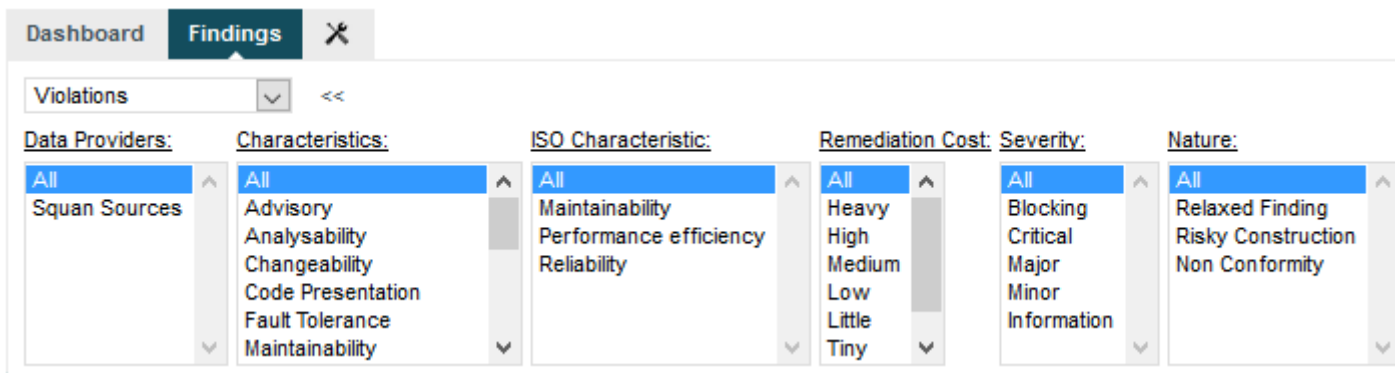 Dashboard Findings
Violations <<
Data Providers: Characteristics: ISO Characteristic: Remediation Cost: Severity: Nature:
All All All All All All
Squan Sources Advisory Maintainability Heavy Blocking Relaxed Finding
Analysability Performance efficiency High Critical Risky Construction
Changeability Reliability Medium Major Non Conformity
Code Presentation Low Minor
Fault Tolerance Little Information
Maintainability Tiny